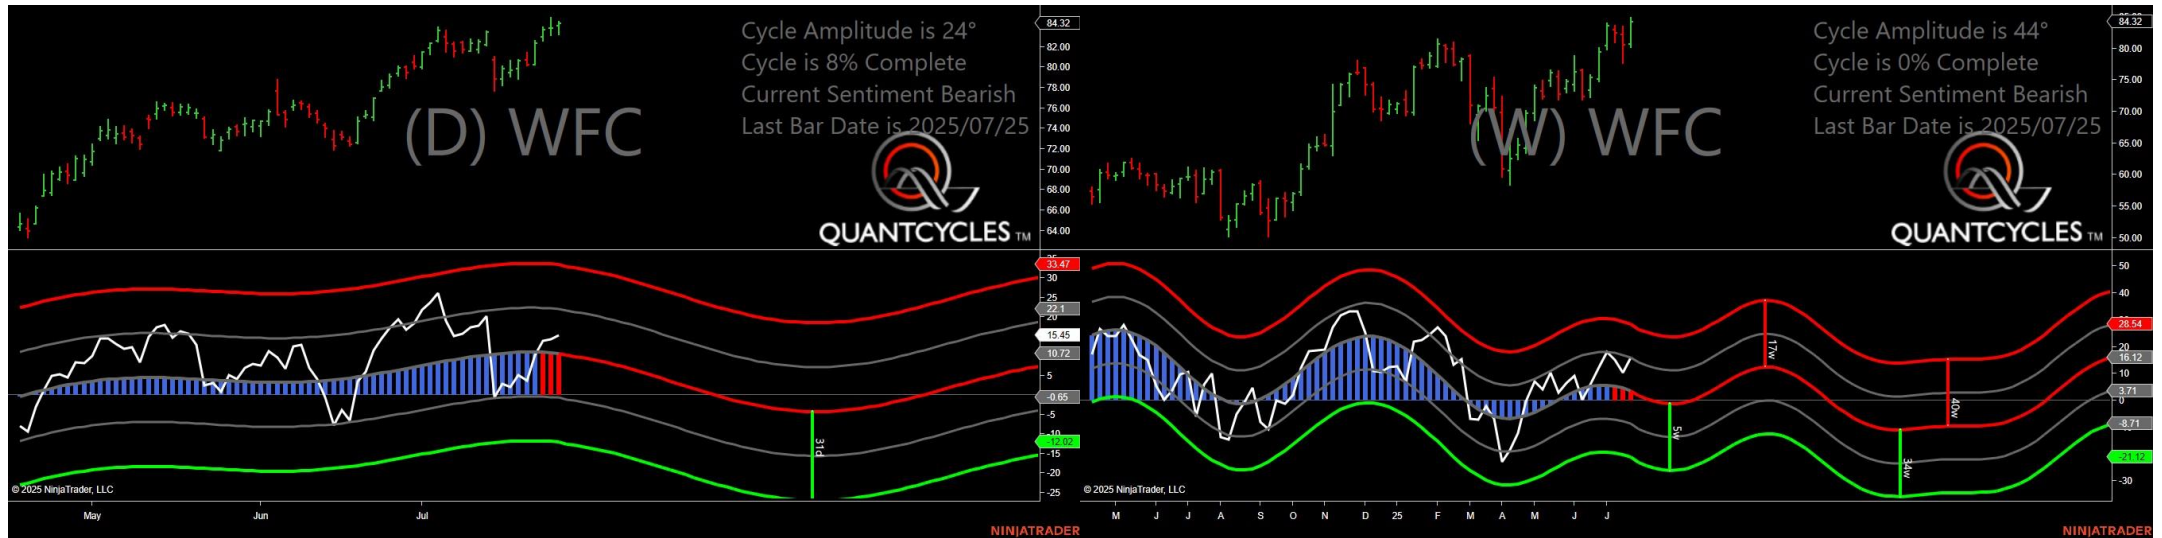 Cycle Amplitude is 24°
Cycle is 8% Complete
Current Sentiment Bearish
Last Bar Date is 2025/07/25
(D) WFC
QUANTCYCLES TM
84.32
82.00
80.00
78.00
76.00
74.00
72.00
70.00
68.00
66.00
64.00
33.47
30
25
22.1
20
15.45
10.72
5
-0.65
-5
-10
-12.02
-15
-20
-25
31d
© 2025 NinjaTrader, LLC
May Jun Jul
NINJATRADER
Cycle Amplitude is 44°
Cycle is 0% Complete
Current Sentiment Bearish
Last Bar Date is 2025/07/25
(W) WFC
QUANTCYCLES TM
84.32
80.00
75.00
70.00
65.00
60.00
55.00
50.00
50
40
28.54
20
16.12
10
3.71
0
-8.71
-21.12
-30
5w
17w
34w
40w
© 2025 NinjaTrader, LLC
M J J A S O N D 25 F M A M J J
NINJATRADER